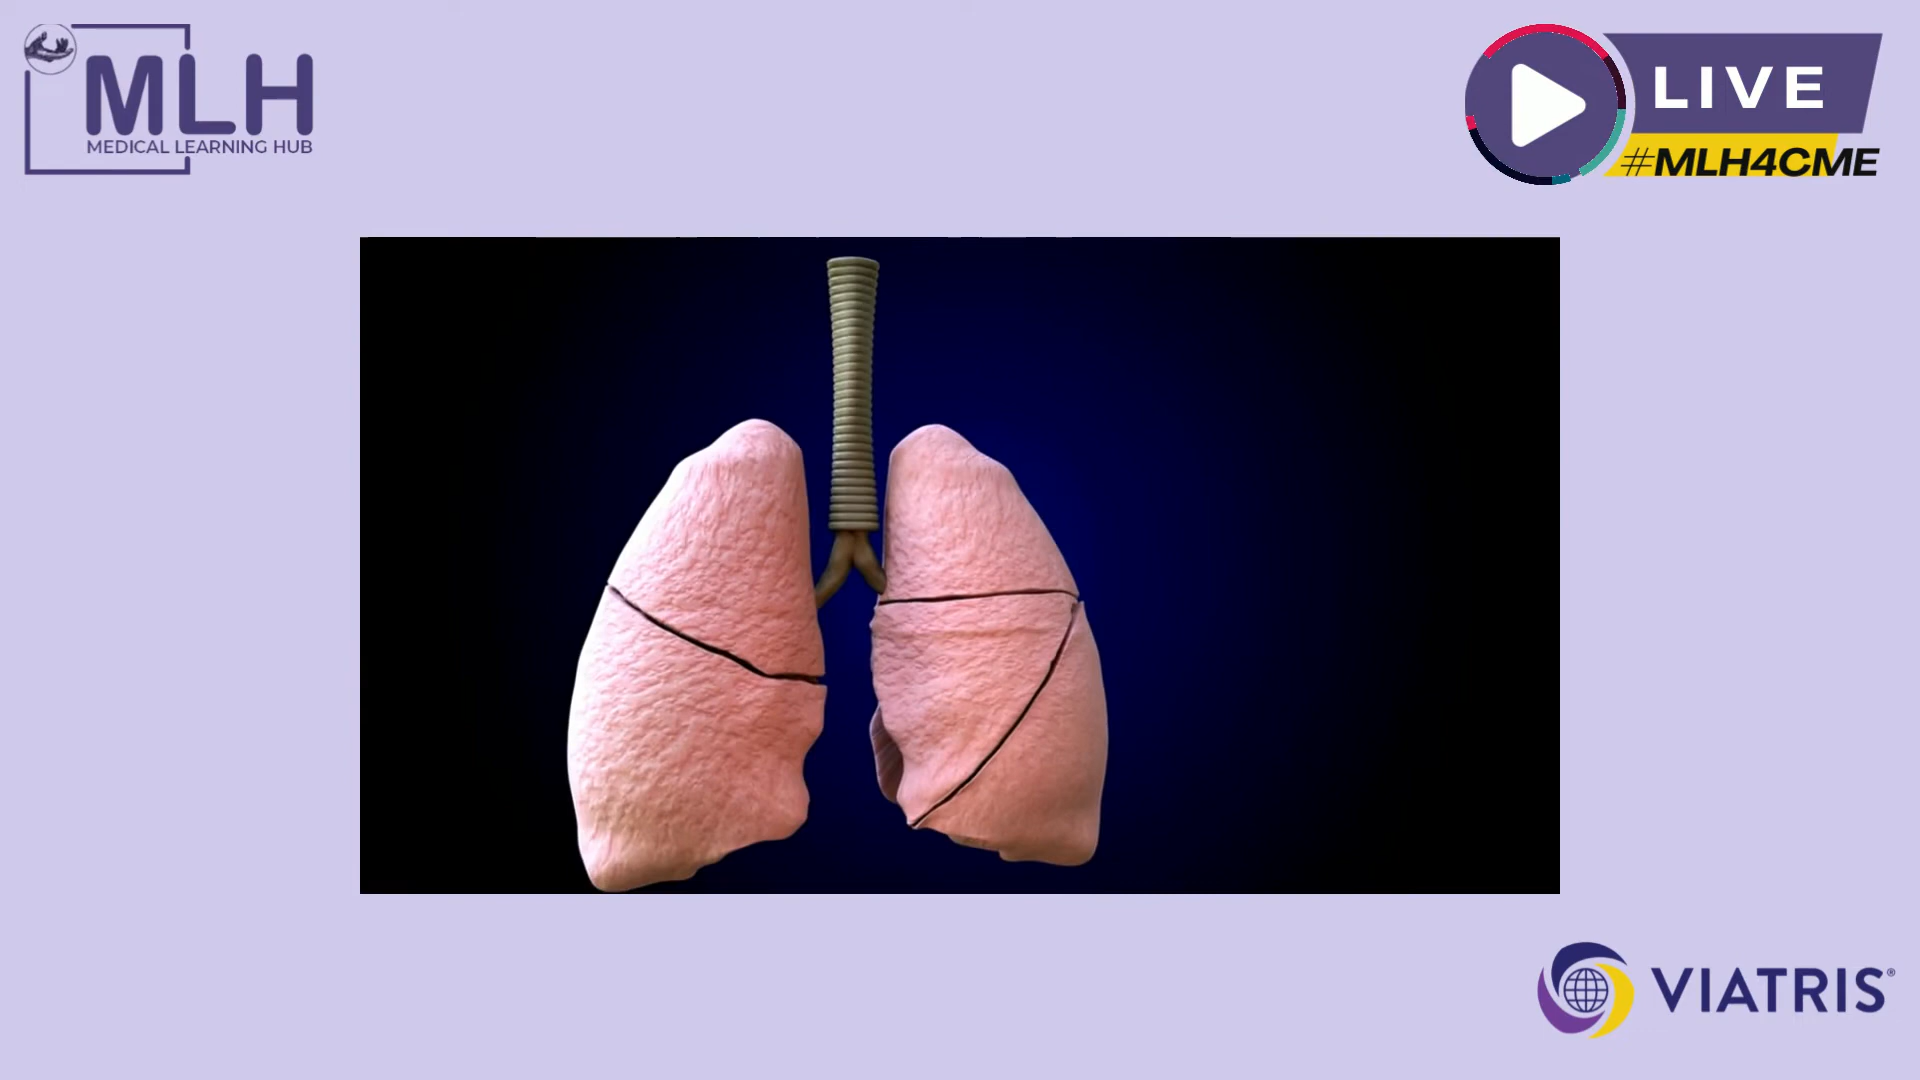 MLH
MEDICAL LEARNING HUB
LIVE
#MLH4CME
VIATRIS®